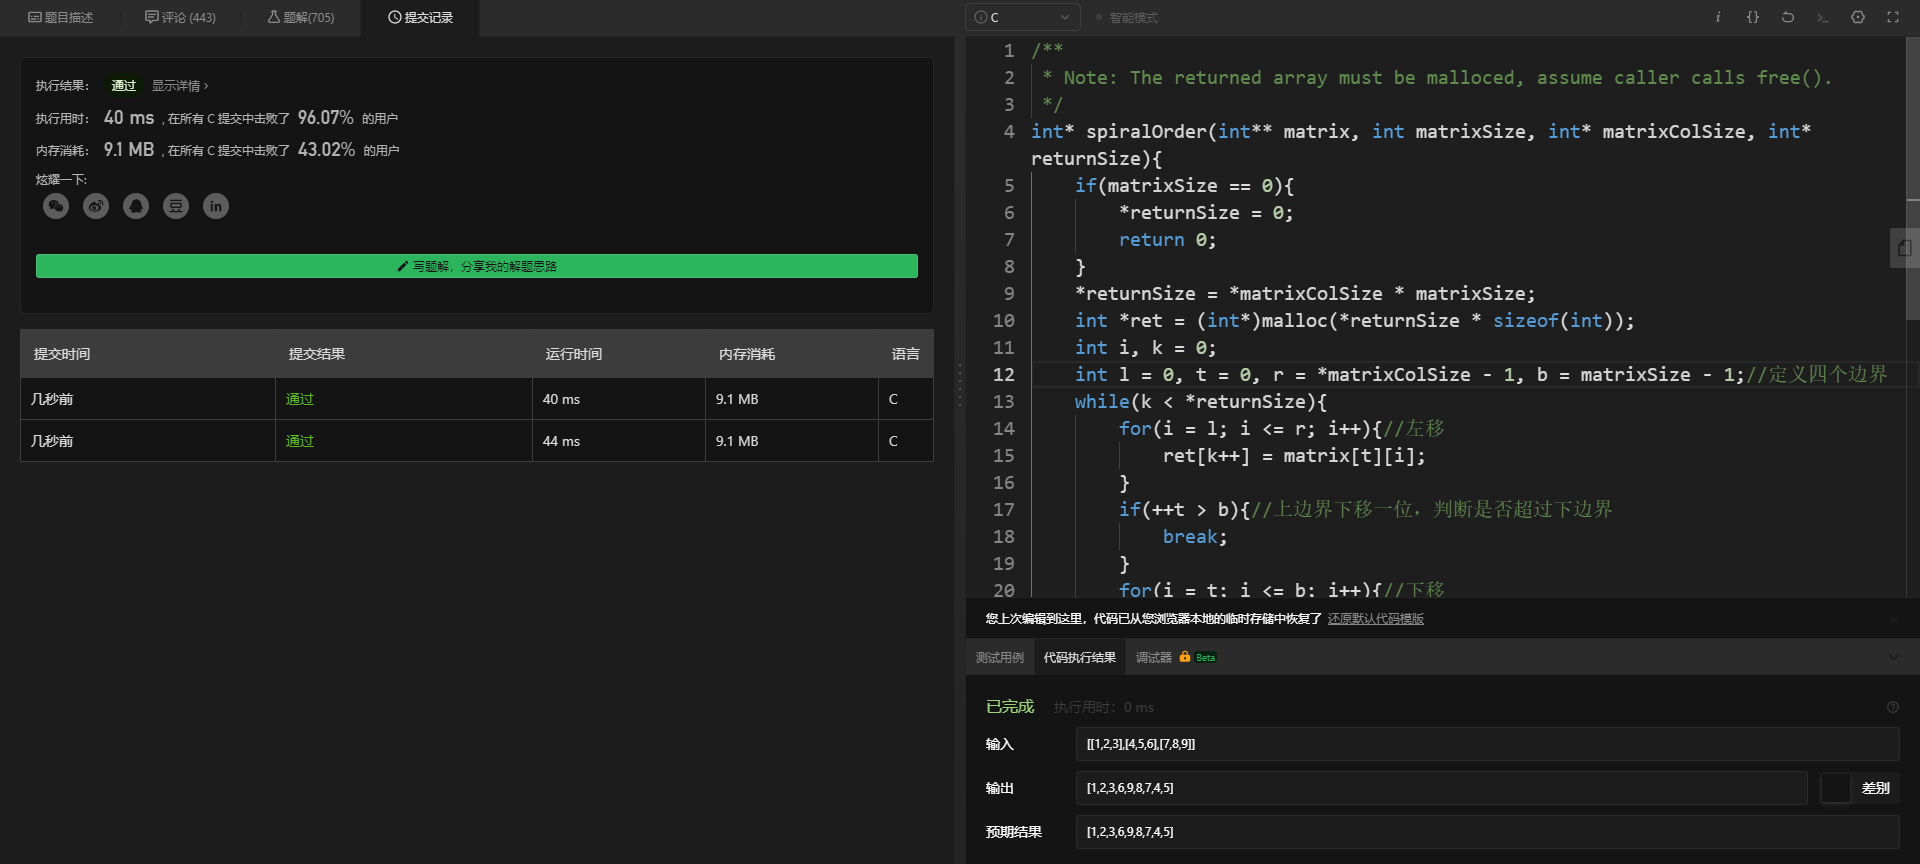 题目描述
评论 (443)
题解(705)
提交记录
执行结果： 通过 显示详情 ›
执行用时： 40 ms , 在所有 C 提交中击败了 96.07% 的用户
内存消耗： 9.1 MB , 在所有 C 提交中击败了 43.02% 的用户
炫耀一下:
写题解，分享我的解题思路
提交时间 提交结果 运行时间 内存消耗 语言
几秒前 通过 40 ms 9.1 MB C
几秒前 通过 44 ms 9.1 MB C
C 智能模式
1 /**
2  * Note: The returned array must be malloced, assume caller calls free().
3  */
4 int* spiralOrder(int** matrix, int matrixSize, int* matrixColSize, int*
returnSize){
5     if(matrixSize == 0){
6         *returnSize = 0;
7         return 0;
8     }
9     *returnSize = *matrixColSize * matrixSize;
10     int *ret = (int*)malloc(*returnSize * sizeof(int));
11     int i, k = 0;
12     int l = 0, t = 0, r = *matrixColSize - 1, b = matrixSize - 1;//定义四个边界
13     while(k < *returnSize){
14         for(i = l; i <= r; i++){//左移
15             ret[k++] = matrix[t][i];
16         }
17         if(++t > b){//上边界下移一位，判断是否超过下边界
18             break;
19         }
20         for(i = t; i <= b; i++){//下移
您上次编辑到这里，代码已从您浏览器本地的临时存储中恢复了 还原默认代码模版
测试用例 代码执行结果 调试器 Beta
已完成 执行用时：0 ms
输入 [[1,2,3],[4,5,6],[7,8,9]]
输出 [1,2,3,6,9,8,7,4,5] 差别
预期结果 [1,2,3,6,9,8,7,4,5]